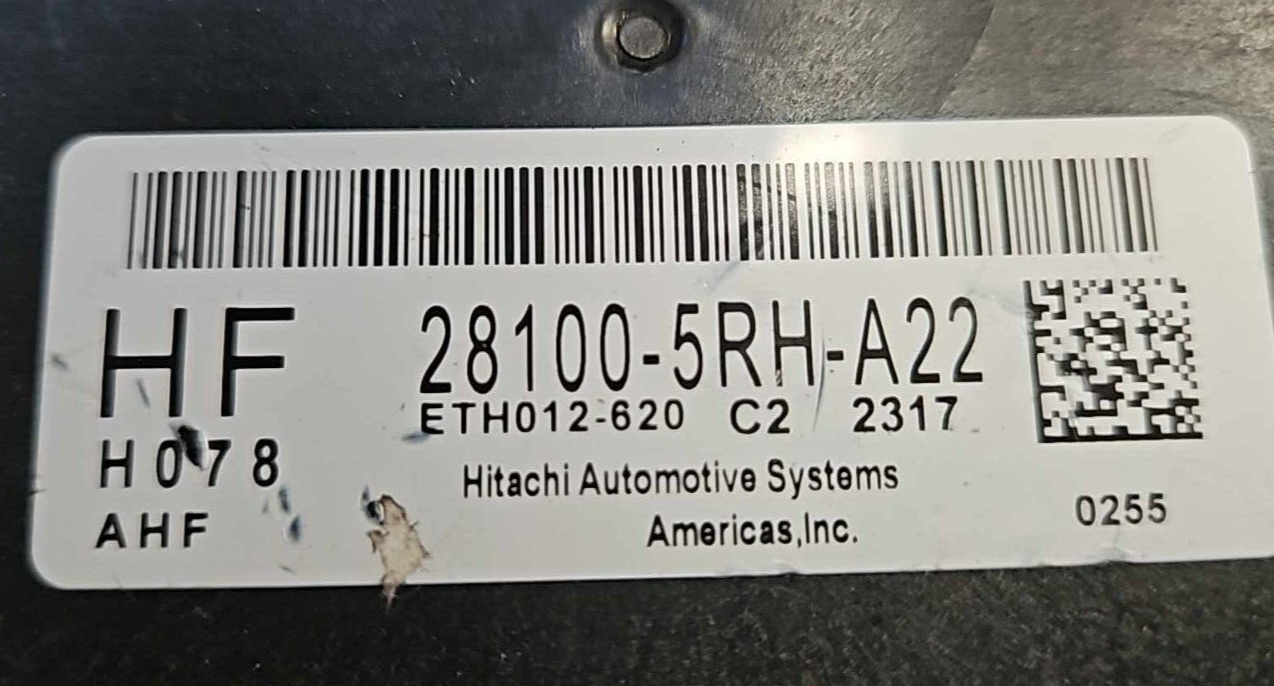 HF 28100-5RH-A22
ETH012-620 C2 2317
H078
Hitachi Automotive Systems
AHF
Americas,Inc.
0255